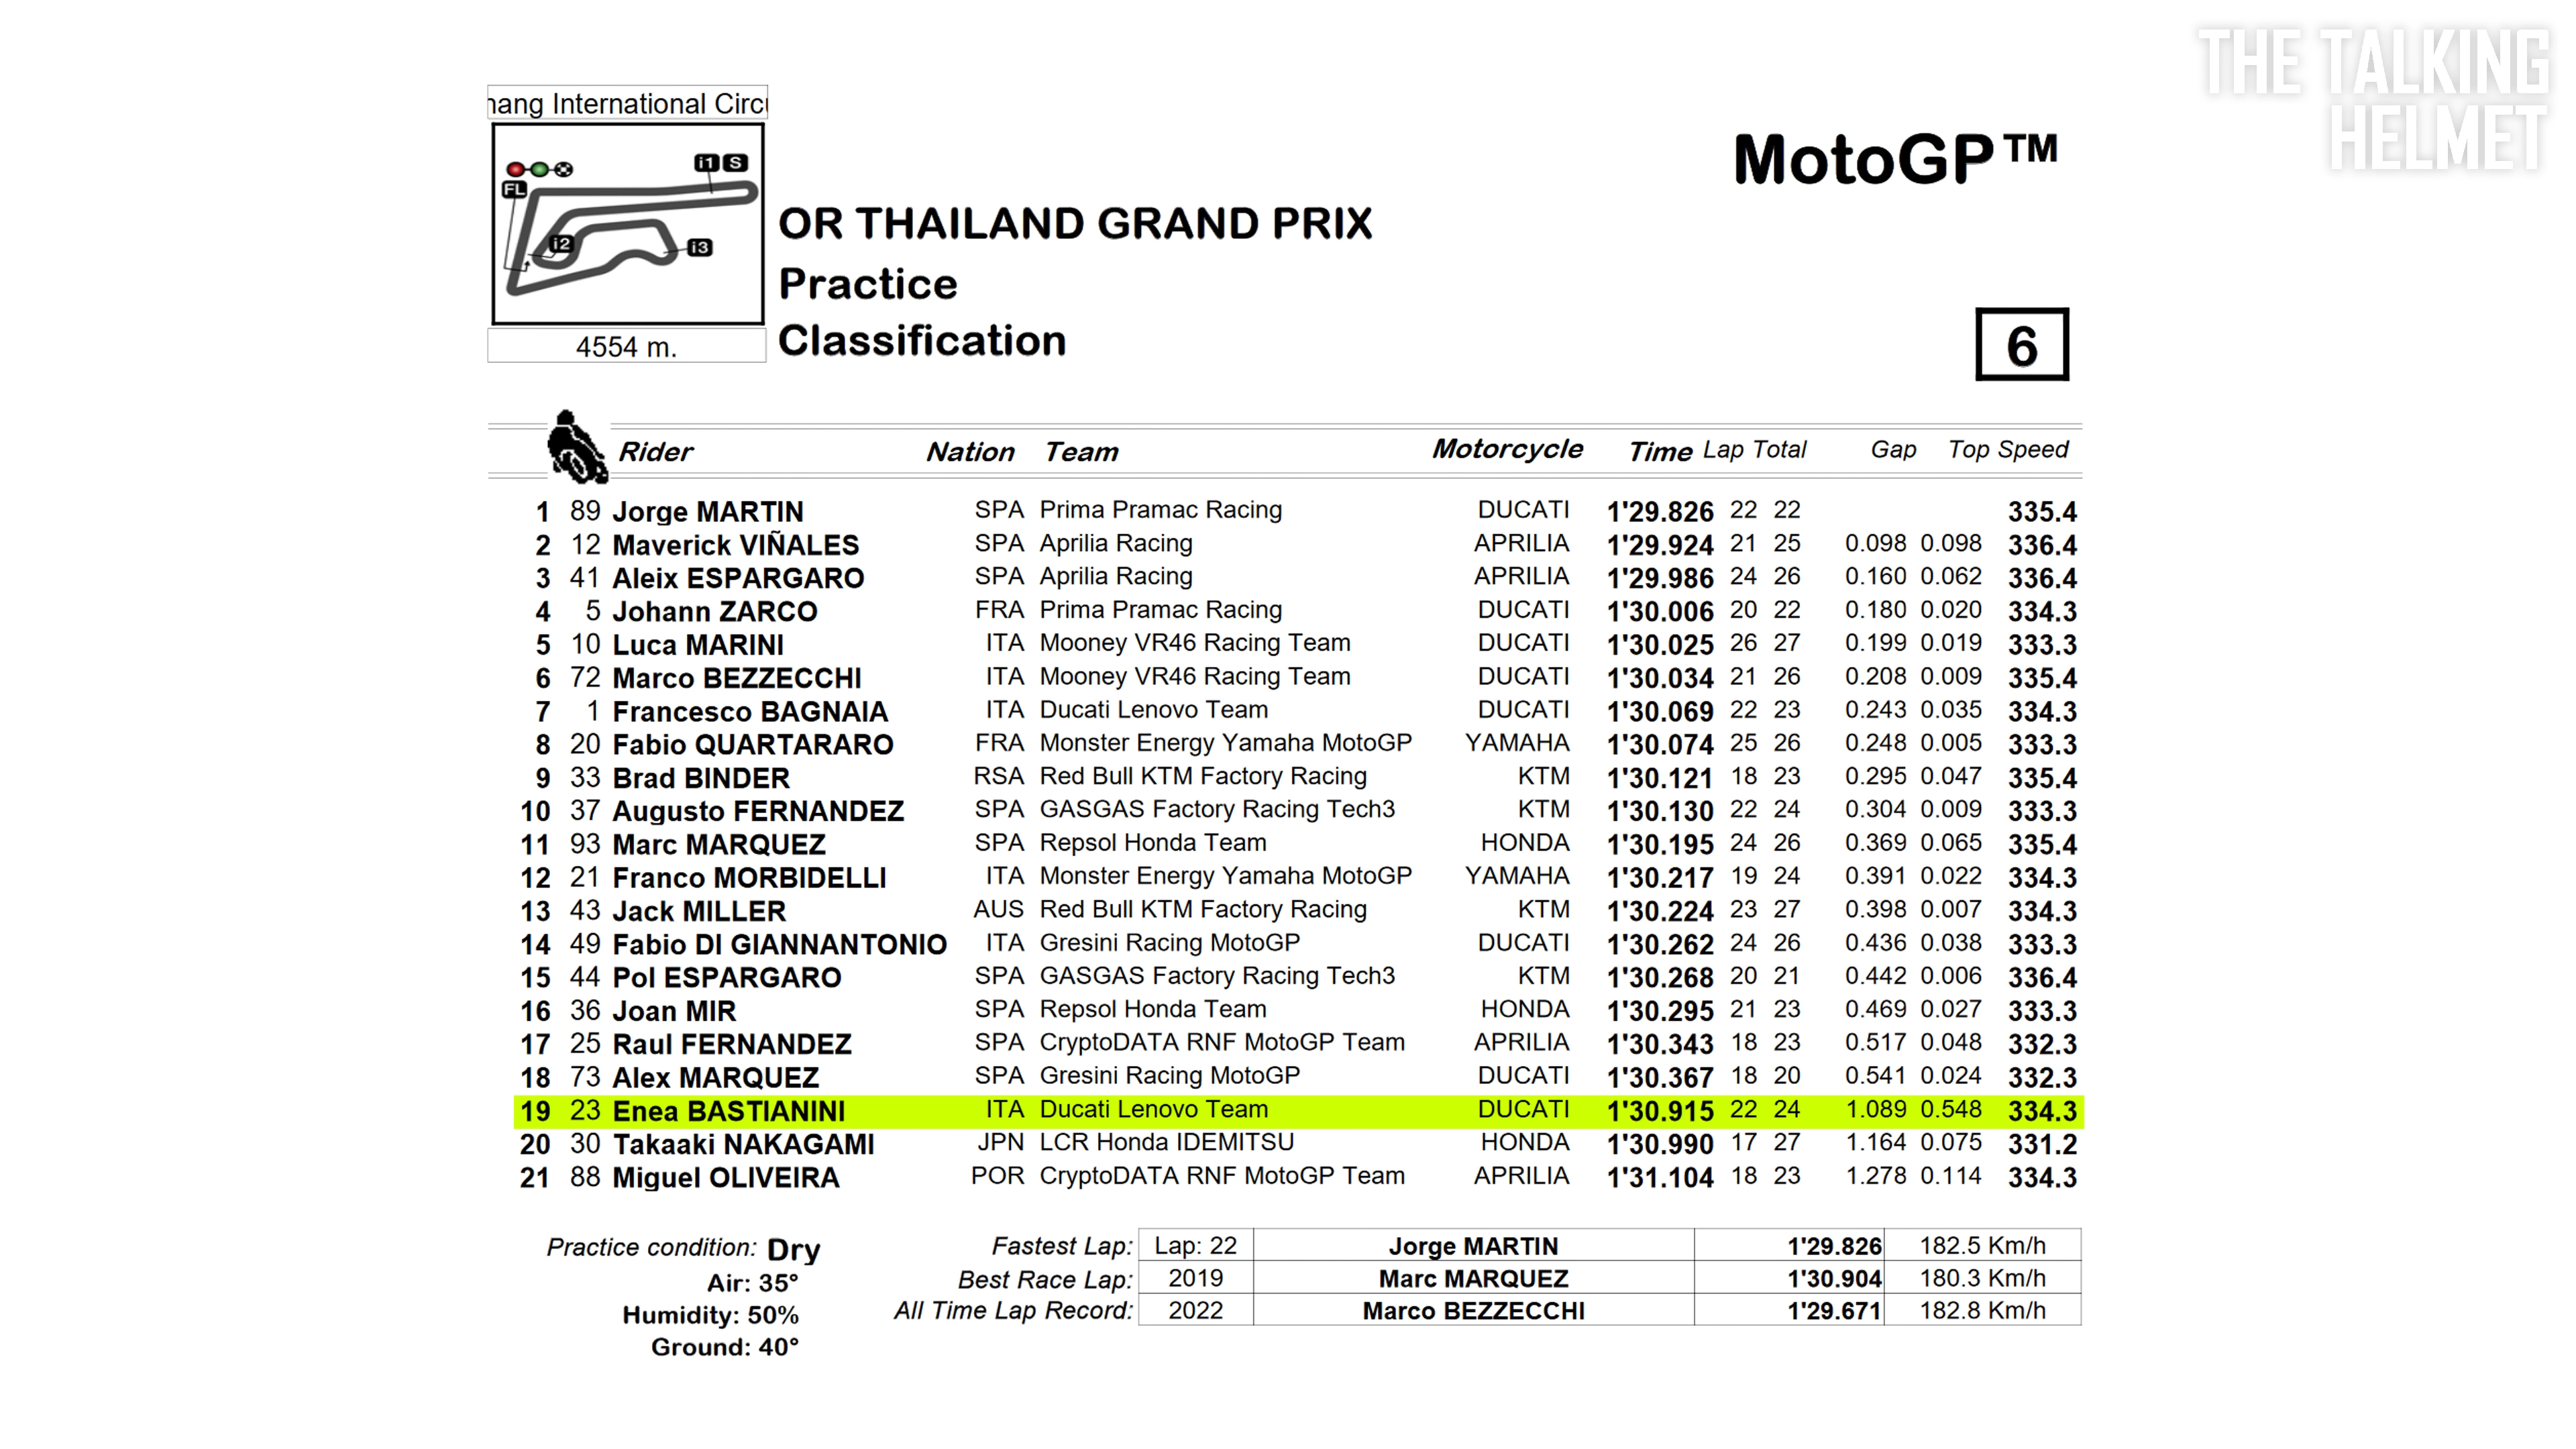 THE TALKING
HELMET
hang International Circu
MotoGP™
i1 S
FL
i2
i3
OR THAILAND GRAND PRIX
Practice
4554 m.
Classification
6
Rider Nation Team Motorcycle Time Lap Total Gap Top Speed
1 89 Jorge MARTIN SPA Prima Pramac Racing DUCATI 1'29.826 22 22 335.4
2 12 Maverick VIÑALES SPA Aprilia Racing APRILIA 1'29.924 21 25 0.098 0.098 336.4
3 41 Aleix ESPARGARO SPA Aprilia Racing APRILIA 1'29.986 24 26 0.160 0.062 336.4
4 5 Johann ZARCO FRA Prima Pramac Racing DUCATI 1'30.006 20 22 0.180 0.020 334.3
5 10 Luca MARINI ITA Mooney VR46 Racing Team DUCATI 1'30.025 26 27 0.199 0.019 333.3
6 72 Marco BEZZECCHI ITA Mooney VR46 Racing Team DUCATI 1'30.034 21 26 0.208 0.009 335.4
7 1 Francesco BAGNAIA ITA Ducati Lenovo Team DUCATI 1'30.069 22 23 0.243 0.035 334.3
8 20 Fabio QUARTARARO FRA Monster Energy Yamaha MotoGP YAMAHA 1'30.074 25 26 0.248 0.005 333.3
9 33 Brad BINDER RSA Red Bull KTM Factory Racing KTM 1'30.121 18 23 0.295 0.047 335.4
10 37 Augusto FERNANDEZ SPA GASGAS Factory Racing Tech3 KTM 1'30.130 22 24 0.304 0.009 333.3
11 93 Marc MARQUEZ SPA Repsol Honda Team HONDA 1'30.195 24 26 0.369 0.065 335.4
12 21 Franco MORBIDELLI ITA Monster Energy Yamaha MotoGP YAMAHA 1'30.217 19 24 0.391 0.022 334.3
13 43 Jack MILLER AUS Red Bull KTM Factory Racing KTM 1'30.224 23 27 0.398 0.007 334.3
14 49 Fabio DI GIANNANTONIO ITA Gresini Racing MotoGP DUCATI 1'30.262 24 26 0.436 0.038 333.3
15 44 Pol ESPARGARO SPA GASGAS Factory Racing Tech3 KTM 1'30.268 20 21 0.442 0.006 336.4
16 36 Joan MIR SPA Repsol Honda Team HONDA 1'30.295 21 23 0.469 0.027 333.3
17 25 Raul FERNANDEZ SPA CryptoDATA RNF MotoGP Team APRILIA 1'30.343 18 23 0.517 0.048 332.3
18 73 Alex MARQUEZ SPA Gresini Racing MotoGP DUCATI 1'30.367 18 20 0.541 0.024 332.3
19 23 Enea BASTIANINI ITA Ducati Lenovo Team DUCATI 1'30.915 22 24 1.089 0.548 334.3
20 30 Takaaki NAKAGAMI JPN LCR Honda IDEMITSU HONDA 1'30.990 17 27 1.164 0.075 331.2
21 88 Miguel OLIVEIRA POR CryptoDATA RNF MotoGP Team APRILIA 1'31.104 18 23 1.278 0.114 334.3
Practice condition: Dry
Air: 35°
Humidity: 50%
Ground: 40°
Fastest Lap: Lap: 22 Jorge MARTIN 1'29.826 182.5 Km/h
Best Race Lap: 2019 Marc MARQUEZ 1'30.904 180.3 Km/h
All Time Lap Record: 2022 Marco BEZZECCHI 1'29.671 182.8 Km/h